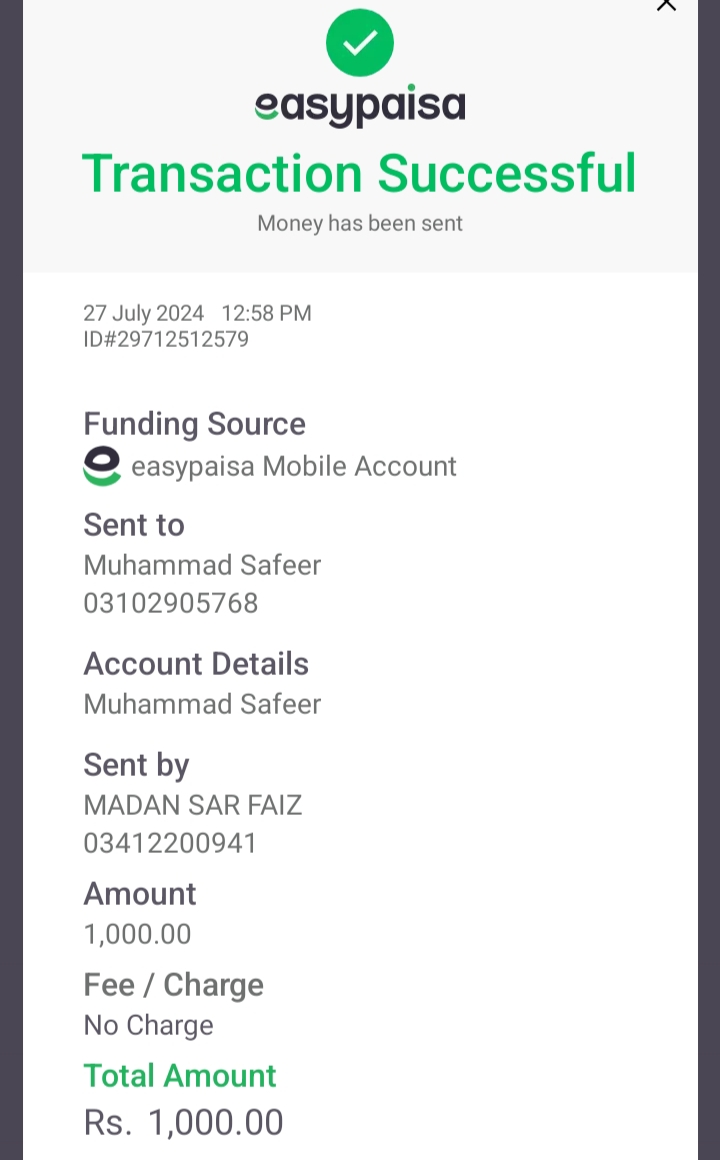 easypaisa
Transaction Successful
Money has been sent
27 July 2024 12:58 PM
ID#29712512579
Funding Source
easypaisa Mobile Account
Sent to
Muhammad Safeer
03102905768
Account Details
Muhammad Safeer
Sent by
MADAN SAR FAIZ
03412200941
Amount
1,000.00
Fee / Charge
No Charge
Total Amount
Rs. 1,000.00